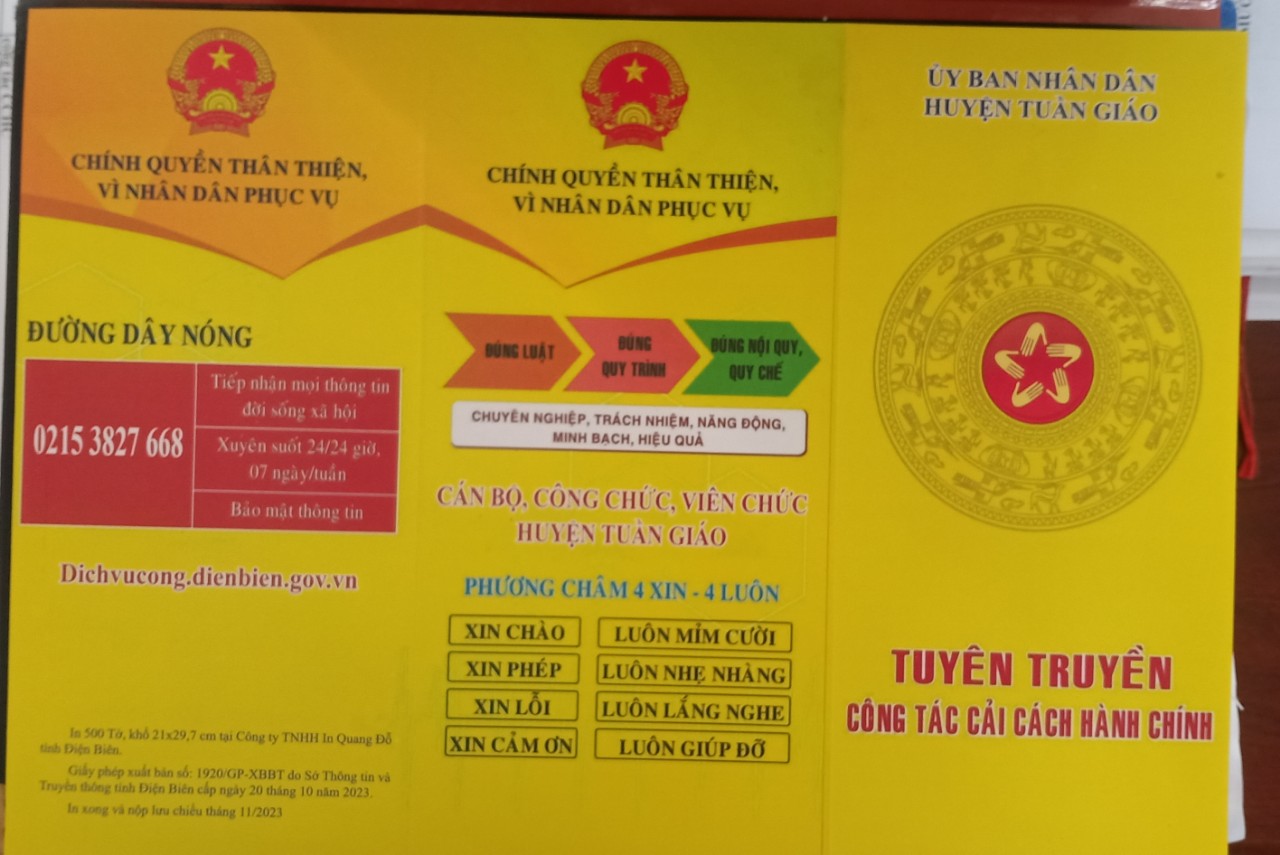 CHÍNH QUYỀN THÂN THIỆN,
VÌ NHÂN DÂN PHỤC VỤ
ĐƯỜNG DÂY NÓNG
0215 3827 668
Tiếp nhận mọi thông tin
đời sống xã hội
Xuyên suốt 24/24 giờ,
07 ngày/tuần
Bảo mật thông tin
Dichvucong.dienbien.gov.vn
In 500 Tờ, khổ 21x29,7 cm tại Công ty TNHH In Quang Đỗ
tỉnh Điện Biên.
Giấy phép xuất bản số: 1920/GP-XBBT do Sở Thông tin và
Truyền thông tỉnh Điện Biên cấp ngày 20 tháng 10 năm 2023.
In xong và nộp lưu chiểu tháng 11/2023
CHÍNH QUYỀN THÂN THIỆN,
VÌ NHÂN DÂN PHỤC VỤ
ĐÚNG LUẬT
ĐÚNG
QUY TRÌNH
ĐÚNG NỘI QUY,
QUY CHẾ
CHUYÊN NGHIỆP, TRÁCH NHIỆM, NĂNG ĐỘNG,
MINH BẠCH, HIỆU QUẢ
CÁN BỘ, CÔNG CHỨC, VIÊN CHỨC
HUYỆN TUẦN GIÁO
PHƯƠNG CHÂM 4 XIN - 4 LUÔN
XIN CHÀO LUÔN MỈM CƯỜI
XIN PHÉP LUÔN NHẸ NHÀNG
XIN LỖI LUÔN LẮNG NGHE
XIN CẢM ƠN LUÔN GIÚP ĐỠ
ỦY BAN NHÂN DÂN
HUYỆN TUẦN GIÁO
TUYÊN TRUYỀN
CÔNG TÁC CẢI CÁCH HÀNH CHÍNH